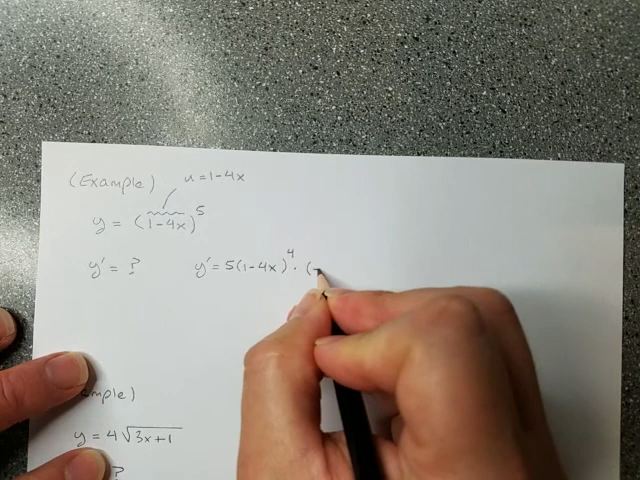 (Example) u = 1-4x
y = (1-4x)^5
y' = ? y' = 5(1-4x)^4 · (-
ample)
y = 4√(3x+1)
?